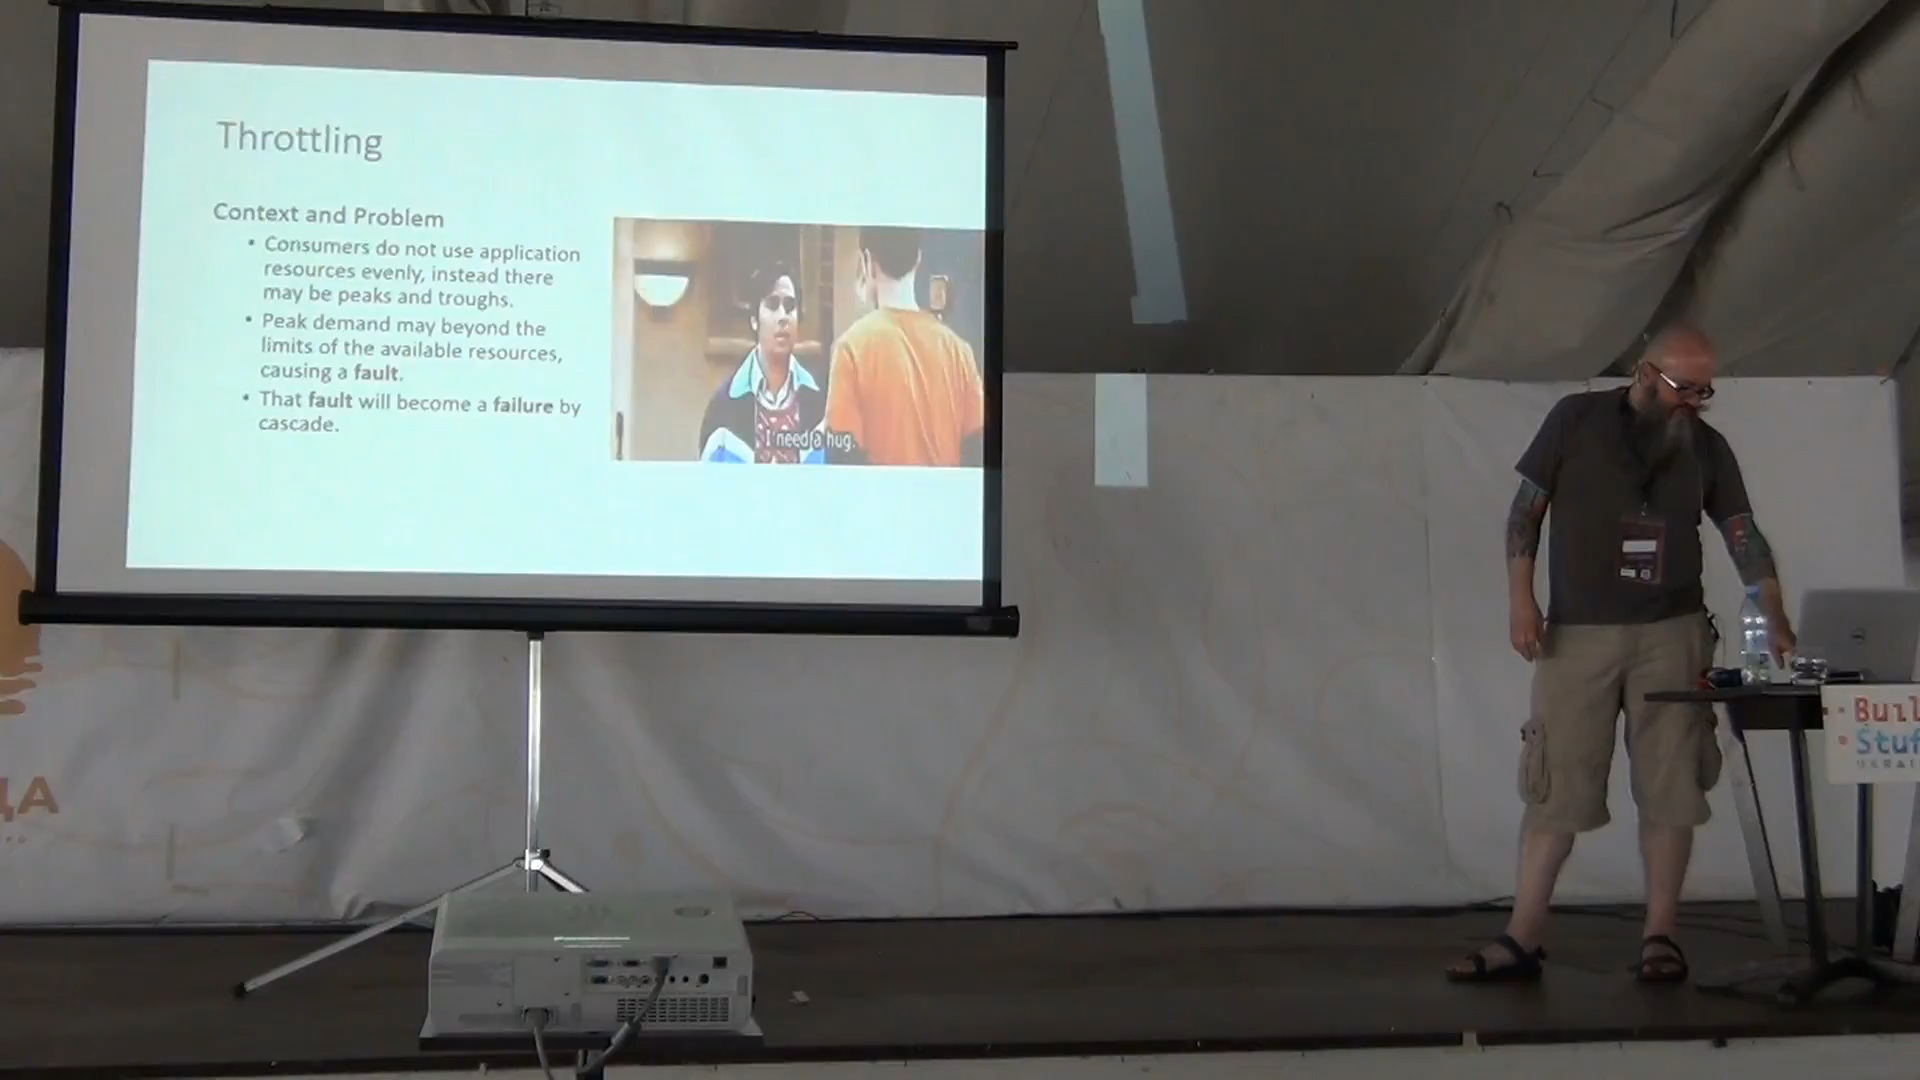 Throttling
Context and Problem
• Consumers do not use application
resources evenly, instead there
may be peaks and troughs.
• Peak demand may beyond the
limits of the available resources,
causing a fault.
• That fault will become a failure by
cascade.
I need a hug.
Buil
Stuf
UKRAI
ЦА